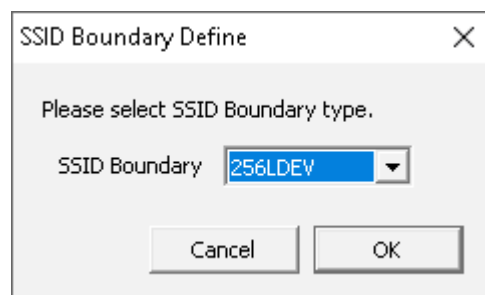 SSID Boundary Define
Please select SSID Boundary type.
SSID Boundary 256LDEV
Cancel OK